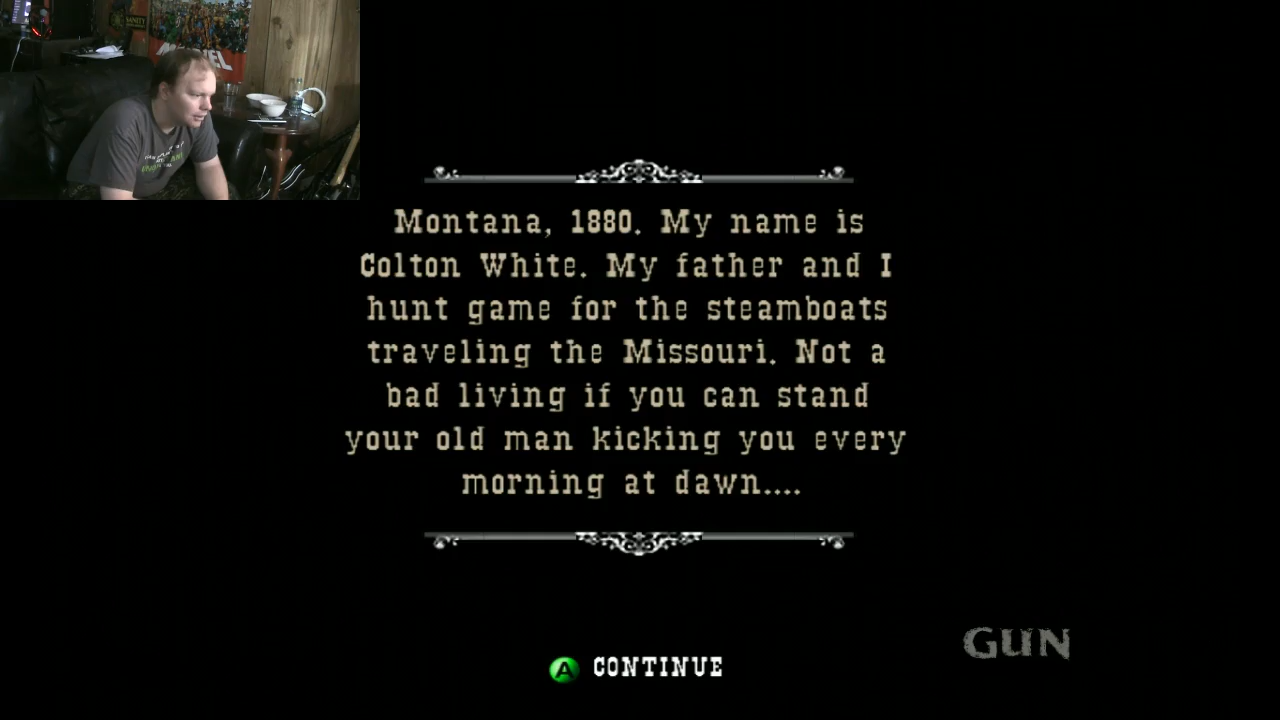 Montana, 1880. My name is
Colton White. My father and I
hunt game for the steamboats
traveling the Missouri. Not a
bad living if you can stand
your old man kicking you every
morning at dawn....
GUN
A CONTINUE